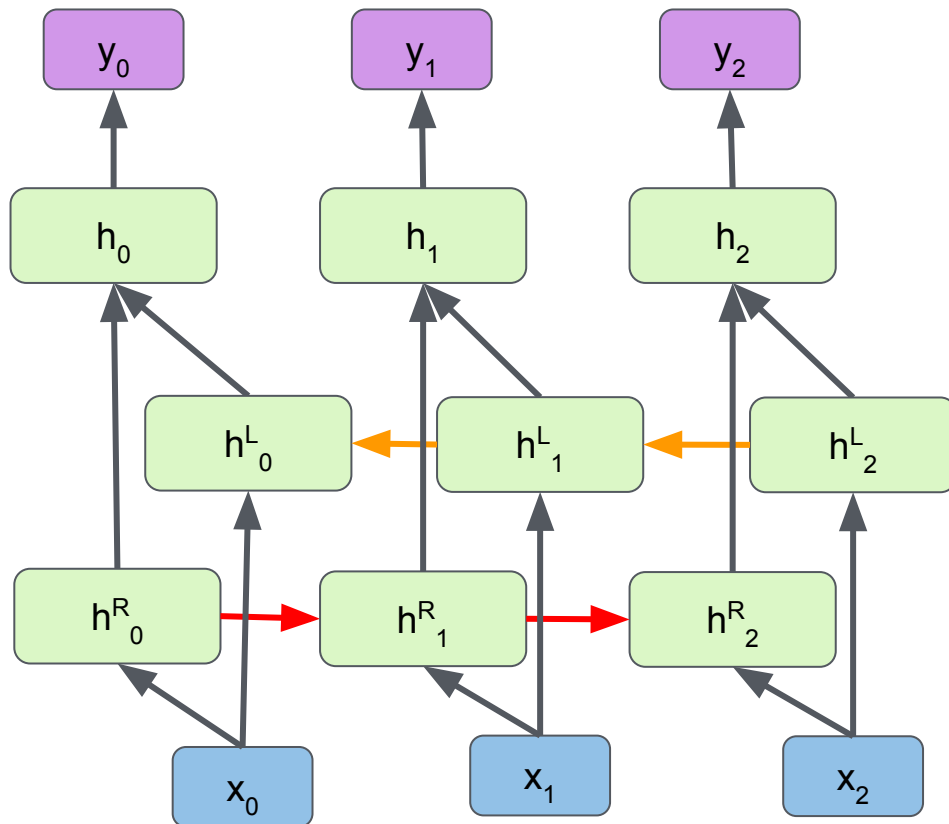 y₀ y₁ y₂
h₀ h₁ h₂
hᴸ₀ hᴸ₁ hᴸ₂
hᴿ₀ hᴿ₁ hᴿ₂
x₀ x₁ x₂